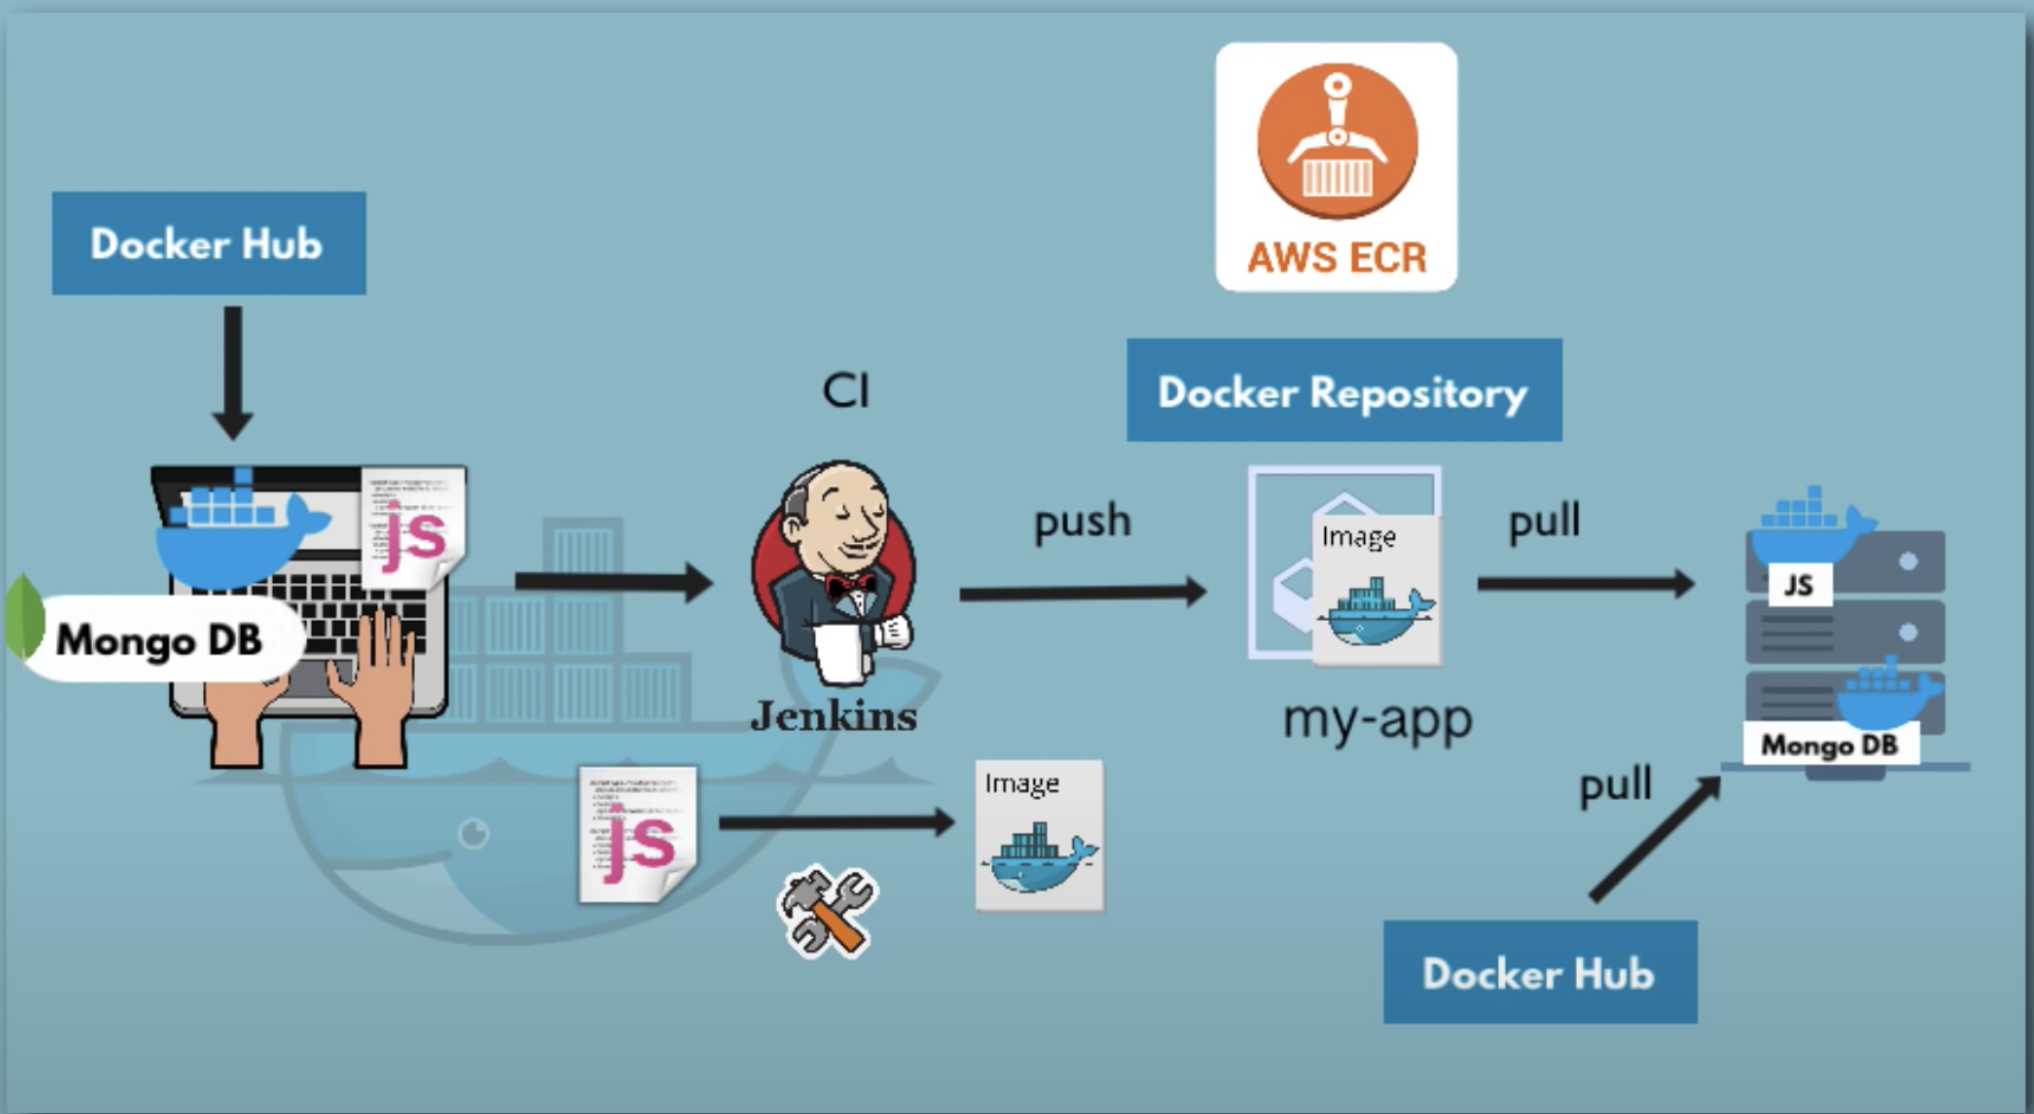 AWS ECR
Docker Hub
CI
Docker Repository
js
push
Image
pull
JS
Mongo DB
Jenkins
my-app
Mongo DB
pull
js
Image
Docker Hub